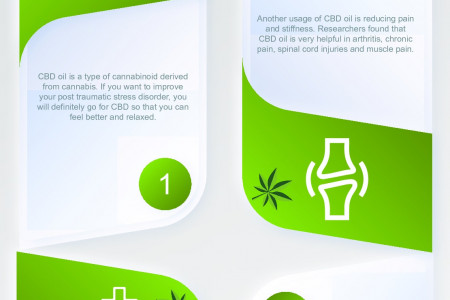 Another usage of CBD oil is reducing pain
and stiffness. Researchers found that
CBD oil is very helpful in arthritis, chronic
pain, spinal cord injuries and muscle pain.
CBD oil is a type of cannabinoid derived
from cannabis. If you want to improve
your post traumatic stress disorder, you
will definitely go for CBD so that you can
feel better and relaxed.
1